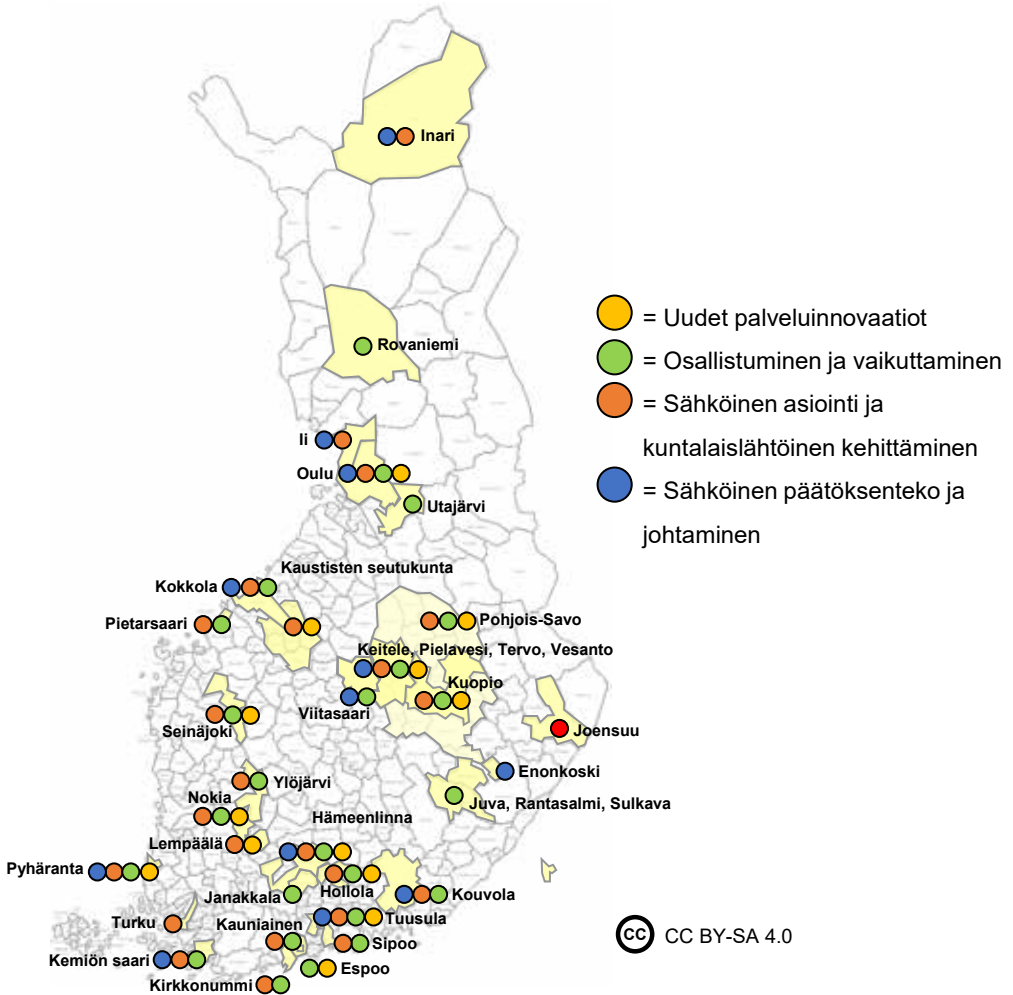 Inari
Rovaniemi
Ii
Oulu
Utajärvi
Kaustisten seutukunta
Kokkola
Pietarsaari
Pohjois-Savo
Keitele, Pielavesi, Tervo, Vesanto
Kuopio
Viitasaari
Seinäjoki
Joensuu
Enonkoski
Ylöjärvi
Nokia
Juva, Rantasalmi, Sulkava
Hämeenlinna
Lempäälä
Pyhäranta
Hollola
Janakkala
Kouvola
Turku
Kauniainen
Tuusula
Sipoo
Kemiön saari
Espoo
Kirkkonummi
= Uudet palveluinnovaatiot
= Osallistuminen ja vaikuttaminen
= Sähköinen asiointi ja
kuntalaislähtöinen kehittäminen
= Sähköinen päätöksenteko ja
johtaminen
cc CC BY-SA 4.0